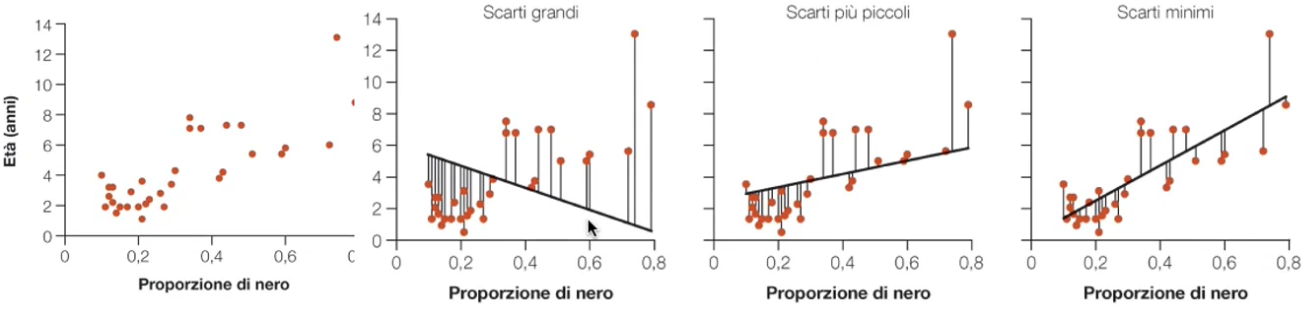 Scarti grandi
Scarti più piccoli
Scarti minimi
Età (anni)
14
12
10
8
6
4
2
0
0 0,2 0,4 0,6
Proporzione di nero
14
12
10
8
6
4
2
0
0 0,2 0,4 0,6 0,8
Proporzione di nero
0 0,2 0,4 0,6 0,8
Proporzione di nero
0 0,2 0,4 0,6 0,8
Proporzione di nero